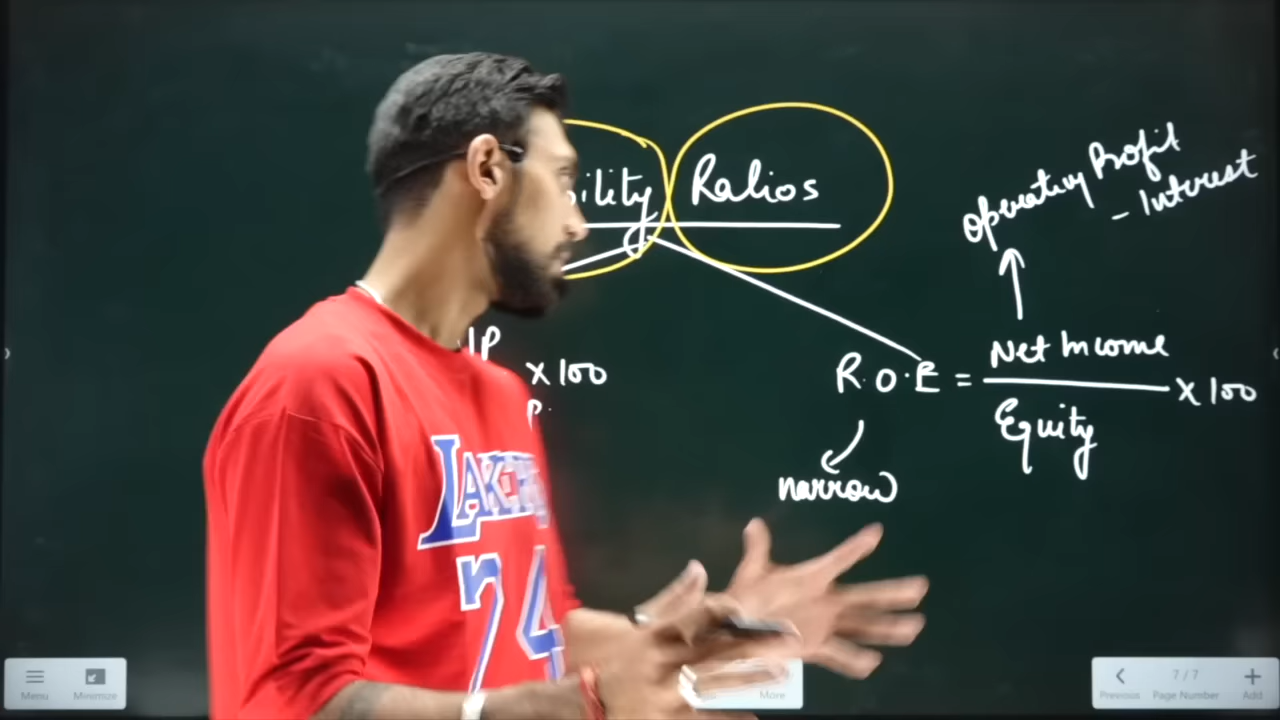 ility Ratios
Operating Profit
- Interest
Net Income
R.O.E = x 100
Equity
x 100
P.
narrow
LAKERS
74
Menu
Minimize
More
Previous
7 / 7
Page Number
Add